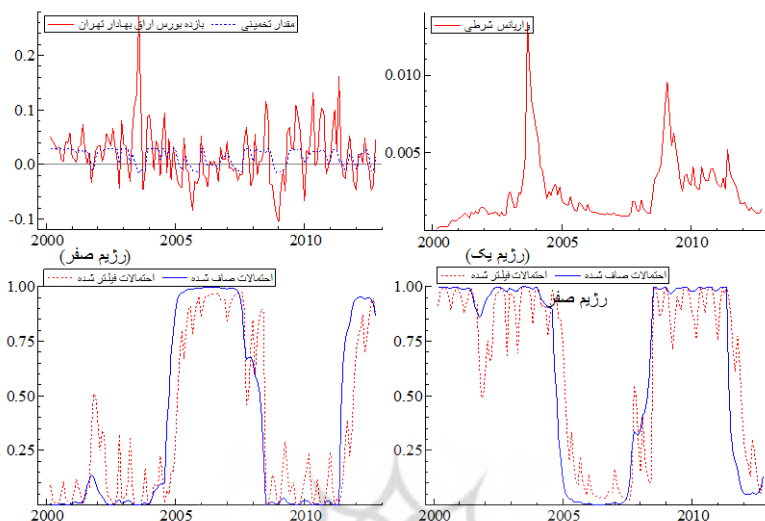 بازده بورس اراق بهادار تهران
مقدار تخمینی
0.2
0.1
0.0
-0.1
2000 2005 2010
واریانس شرطی
0.010
0.005
2000 2005 2010
(رژیم صفر)
احتمالات فیلتر شده احتمالات صاف شده
1.00
0.75
0.50
0.25
2000 2005 2010
(رژیم یک)
احتمالات فیلتر شده احتمالات صاف شده
رژیم صفر
1.00
0.75
0.50
0.25
2000 2005 2010